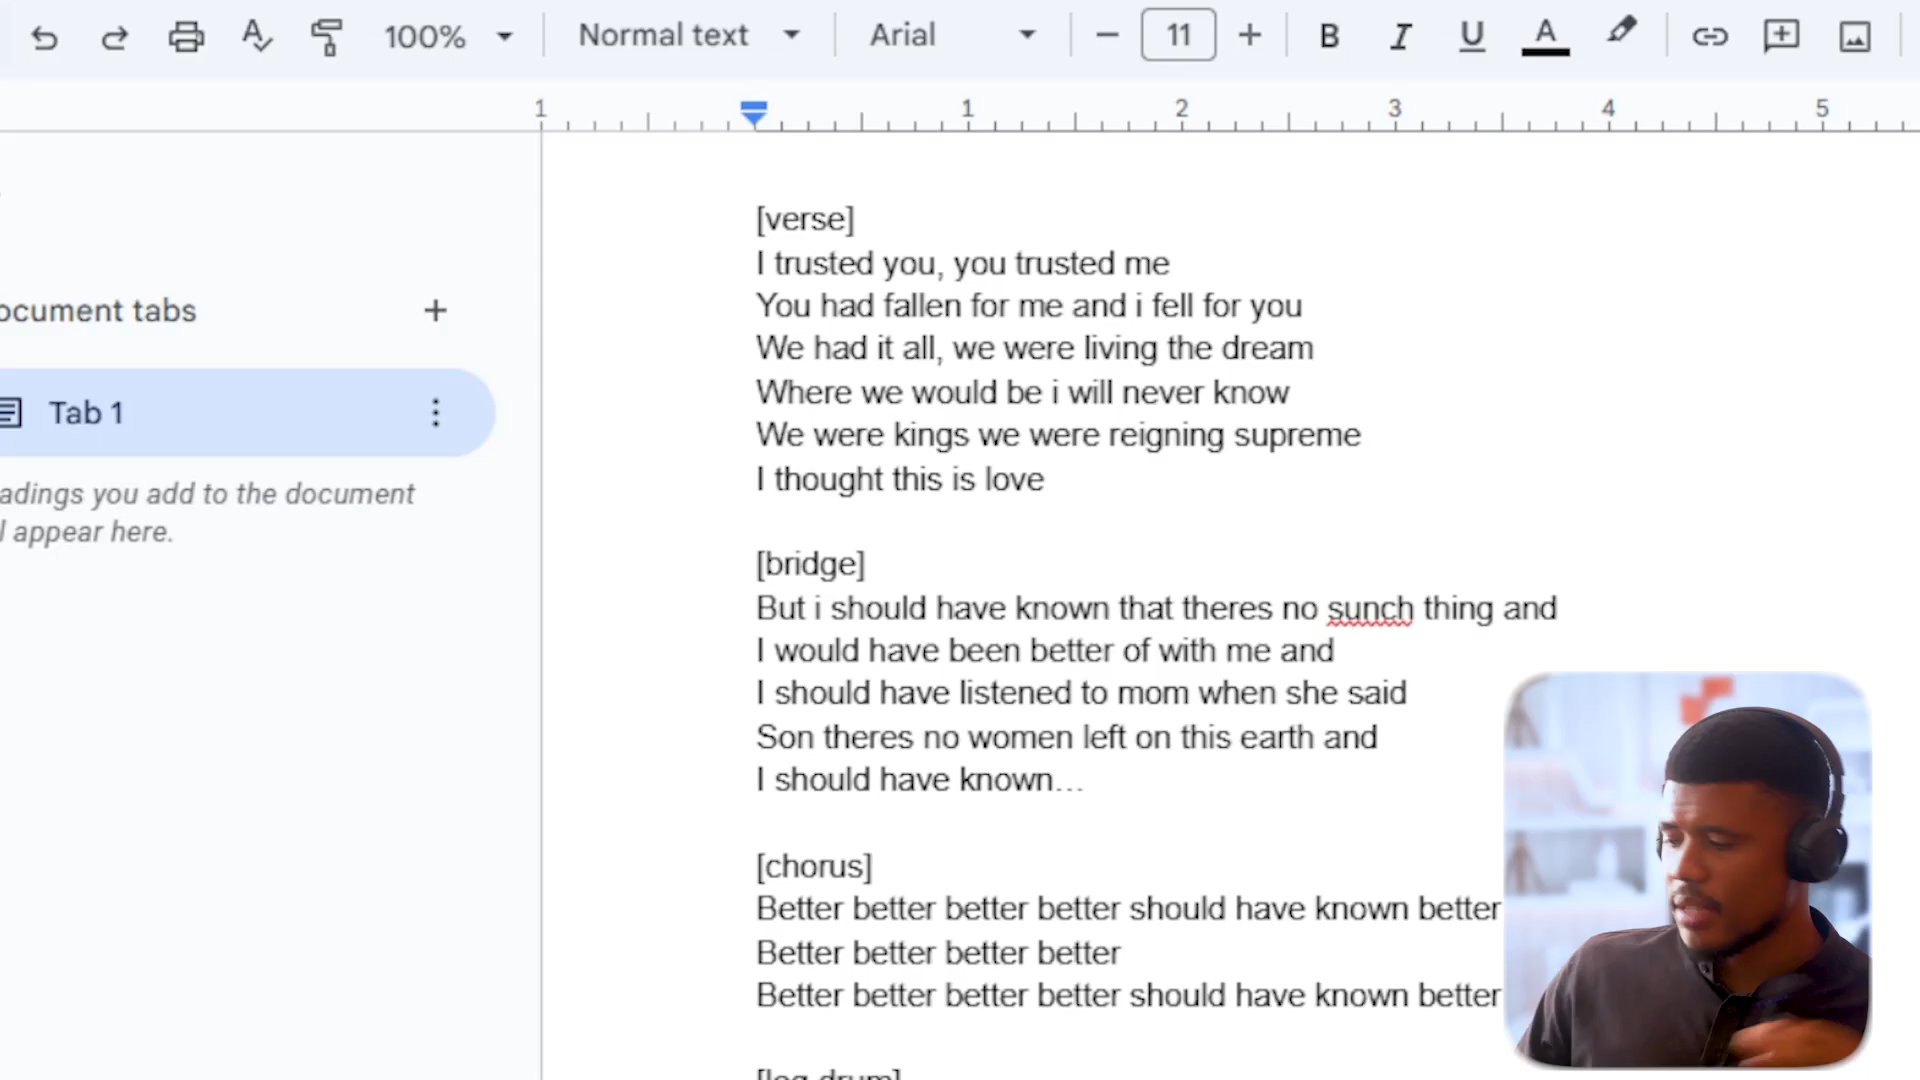 100%
Normal text
Arial
11
B I U A
1 1 2 3 4 5
ocument tabs
Tab 1
adings you add to the document
l appear here.
[verse]
I trusted you, you trusted me
You had fallen for me and i fell for you
We had it all, we were living the dream
Where we would be i will never know
We were kings we were reigning supreme
I thought this is love
[bridge]
But i should have known that theres no sunch thing and
I would have been better of with me and
I should have listened to mom when she said
Son theres no women left on this earth and
I should have known...
[chorus]
Better better better better should have known better
Better better better better
Better better better better should have known better
[log drum]